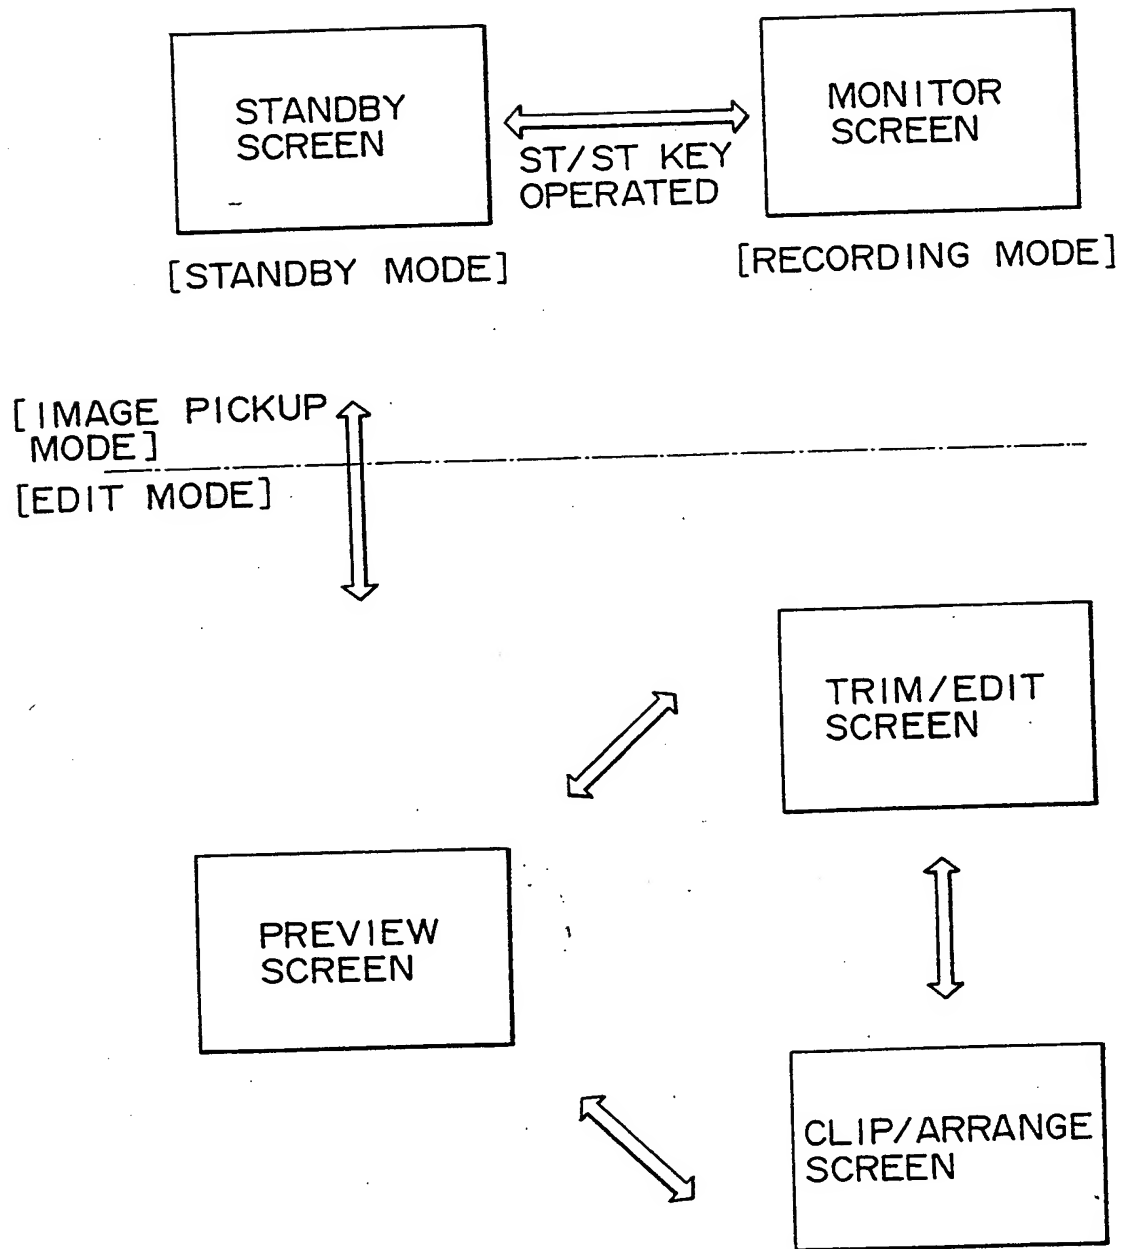 STANDBY
SCREEN
MONITOR
SCREEN
ST/ST KEY
OPERATED
[STANDBY MODE]
[RECORDING MODE]
[IMAGE PICKUP
MODE]
[EDIT MODE]
TRIM/EDIT
SCREEN
PREVIEW
SCREEN
CLIP/ARRANGE
SCREEN